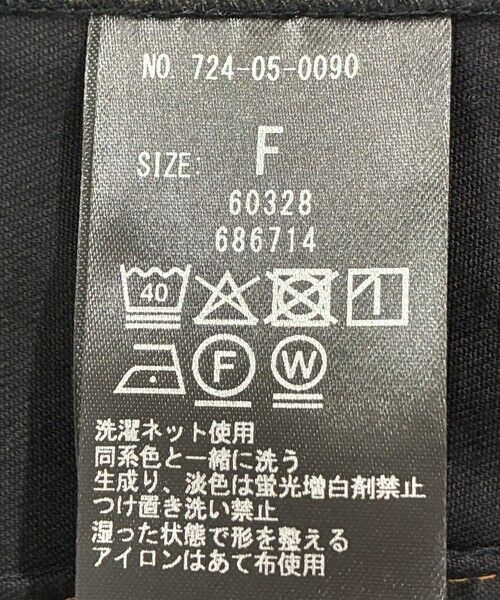 NO 724-05-0090
SIZE: F
60328
686714
40
F W
洗濯ネット使用
同系色と一緒に洗う
生成り、淡色は蛍光増白剤禁止
つけ置き洗い禁止
湿った状態で形を整える
アイロンはあて布使用